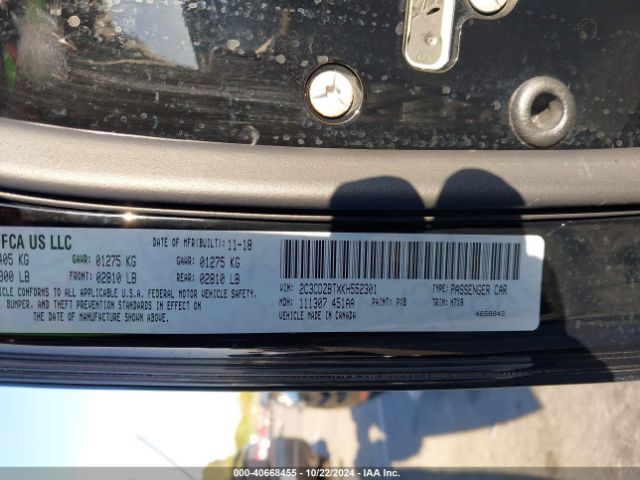 FCA US LLC
DATE OF MFR(BUILT): 11-18
405 KG GAWR: 01275 KG GAWR: 01275 KG
300 LB FRONT: 02810 LB REAR: 02810 LB
VEHICLE CONFORMS TO ALL APPLICABLE U.S.A. FEDERAL MOTOR VEHICLE SAFETY,
BUMPER, AND THEFT PREVENTION STANDARDS IN EFFECT ON THE DATE OF MFR SHOWN ABOVE.
VIN: 2C3CDZBTXKH552301 TYPE: PASSENGER CAR
MDH: 111307 451AA PAINT: PXB TRIM: H7X9
VEHICLE MADE IN CANADA 4658843
000-40668455 - 10/22/2024 - IAA Inc.